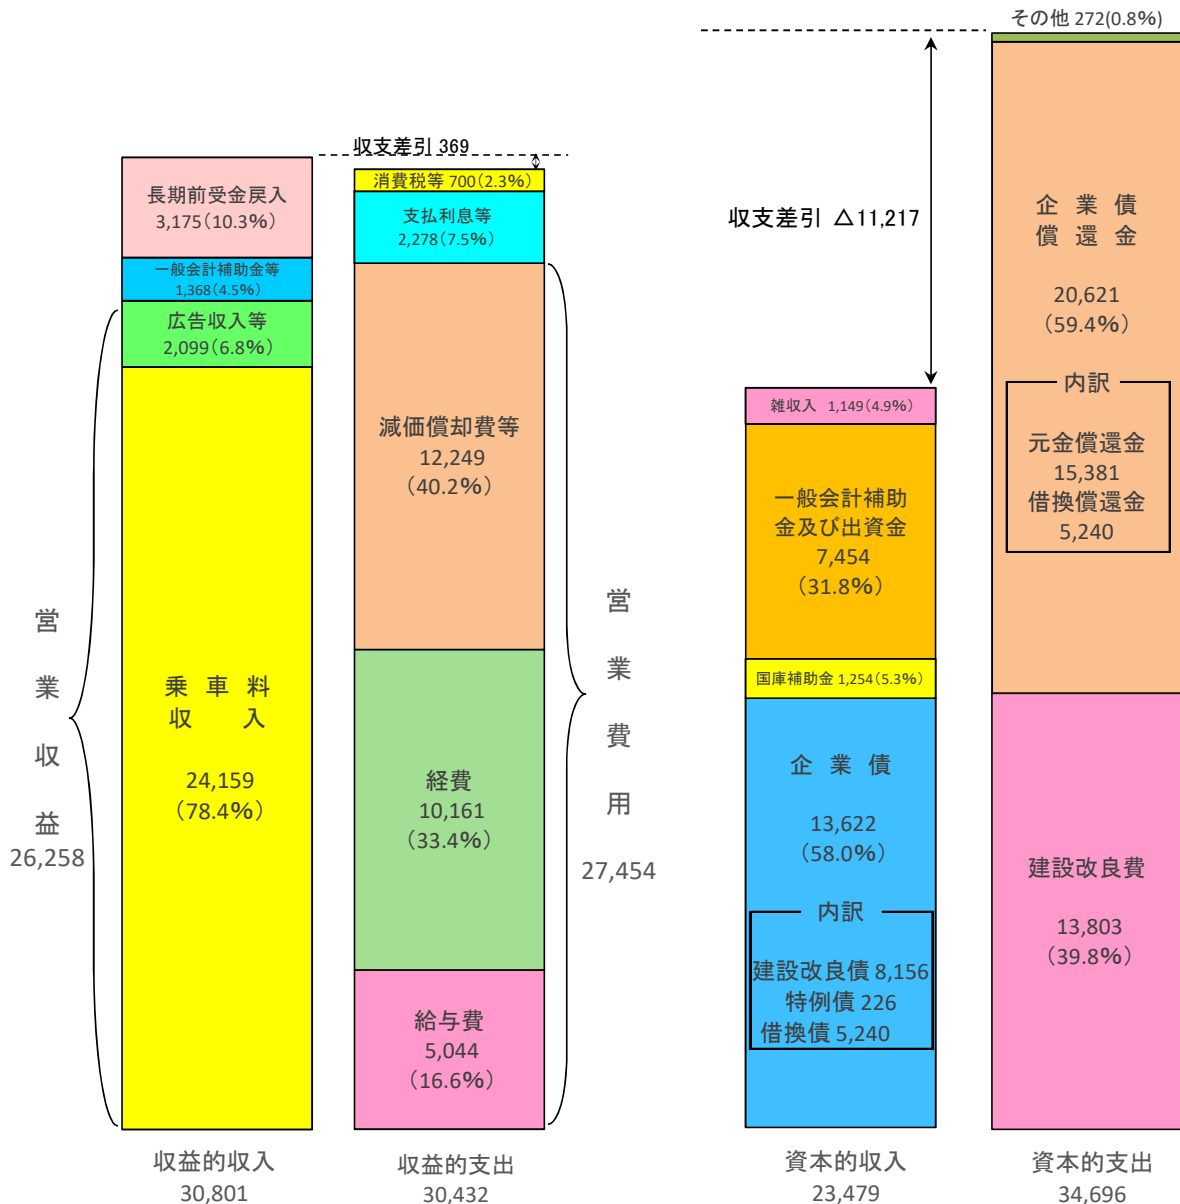 その他 272(0.8%)
収支差引 369
長期前受金戻入
3,175(10.3%)
一般会計補助金等
1,368(4.5%)
広告収入等
2,099(6.8%)
乗車料
収入
24,159
(78.4%)
営業収益
26,258
収益的収入
30,801
消費税等 700(2.3%)
支払利息等
2,278(7.5%)
減価償却費等
12,249
(40.2%)
経費
10,161
(33.4%)
給与費
5,044
(16.6%)
営業費用
27,454
収益的支出
30,432
収支差引 △11,217
雑収入 1,149(4.9%)
一般会計補助
金及び出資金
7,454
(31.8%)
国庫補助金 1,254(5.3%)
企業債
13,622
(58.0%)
内訳
建設改良債 8,156
特例債 226
借換債 5,240
資本的収入
23,479
企業債
償還金
20,621
(59.4%)
内訳
元金償還金
15,381
借換償還金
5,240
建設改良費
13,803
(39.8%)
資本的支出
34,696